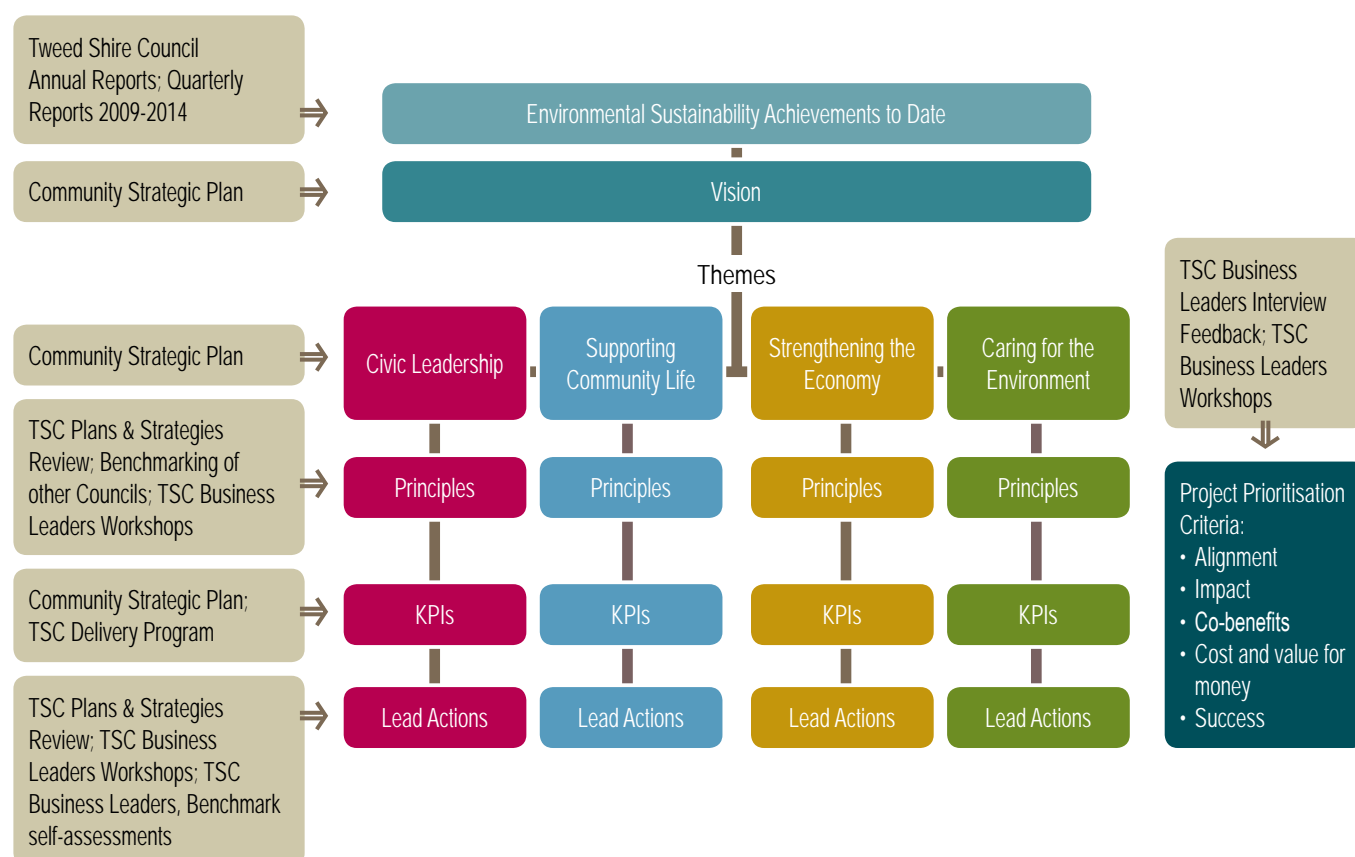 Tweed Shire Council
Annual Reports; Quarterly
Reports 2009-2014
Environmental Sustainability Achievements to Date
Community Strategic Plan
Vision
Themes
Community Strategic Plan
Civic Leadership
Supporting
Community Life
Strengthening the
Economy
Caring for the
Environment
TSC Plans & Strategies
Review; Benchmarking of
other Councils; TSC Business
Leaders Workshops
Principles
Principles
Principles
Principles
Community Strategic Plan;
TSC Delivery Program
KPIs
KPIs
KPIs
KPIs
TSC Plans & Strategies
Review; TSC Business
Leaders Workshops; TSC
Business Leaders, Benchmark
self-assessments
Lead Actions
Lead Actions
Lead Actions
Lead Actions
TSC Business
Leaders Interview
Feedback; TSC
Business Leaders
Workshops
Project Prioritisation
Criteria:
• Alignment
• Impact
• Co-benefits
• Cost and value for
money
• Success